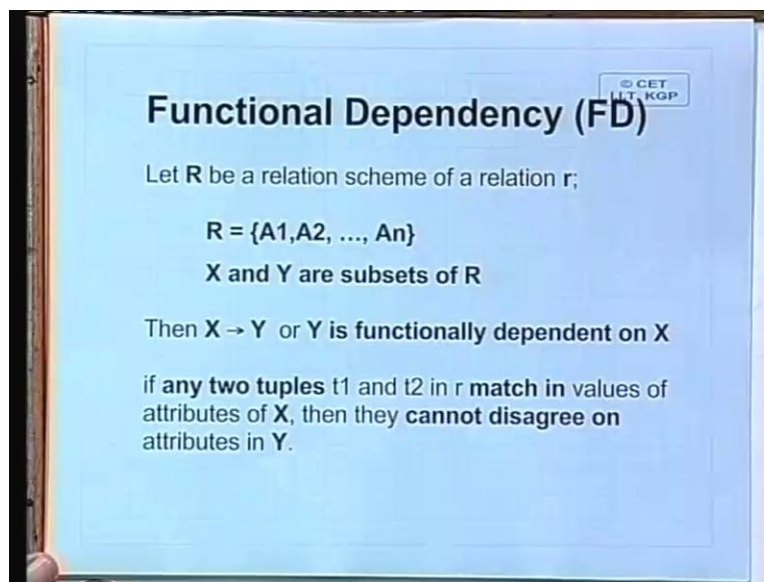 © CET
I.I.T. KGP
Functional Dependency (FD)
Let R be a relation scheme of a relation r;
R = {A1,A2, ..., An}
X and Y are subsets of R
Then X → Y or Y is functionally dependent on X
if any two tuples t1 and t2 in r match in values of
attributes of X, then they cannot disagree on
attributes in Y.